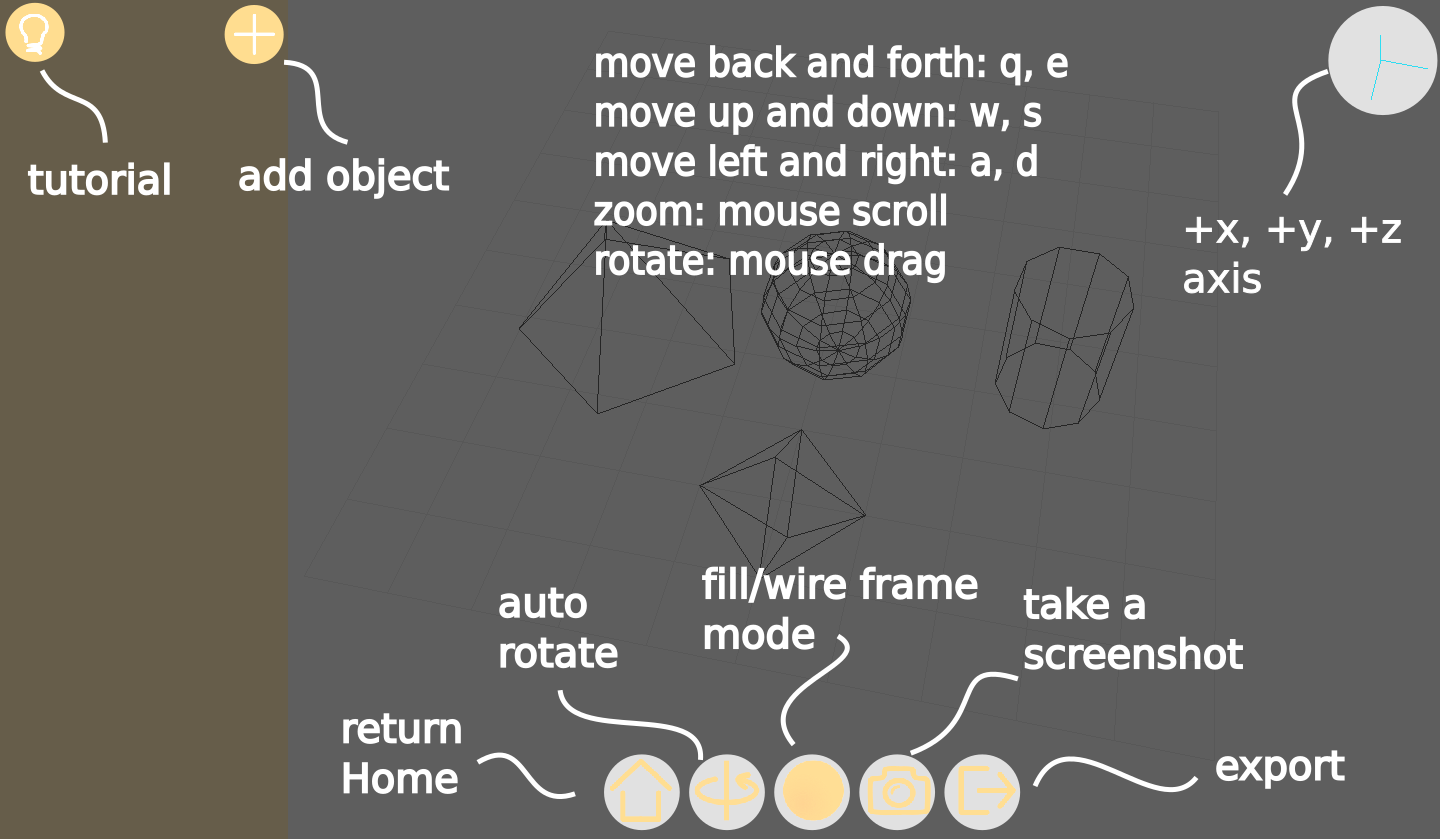 move back and forth: q, e
move up and down: w, s
move left and right: a, d
zoom: mouse scroll
rotate: mouse drag
tutorial
add object
+x, +y, +z
axis
auto
rotate
fill/wire frame
mode
take a
screenshot
return
Home
export